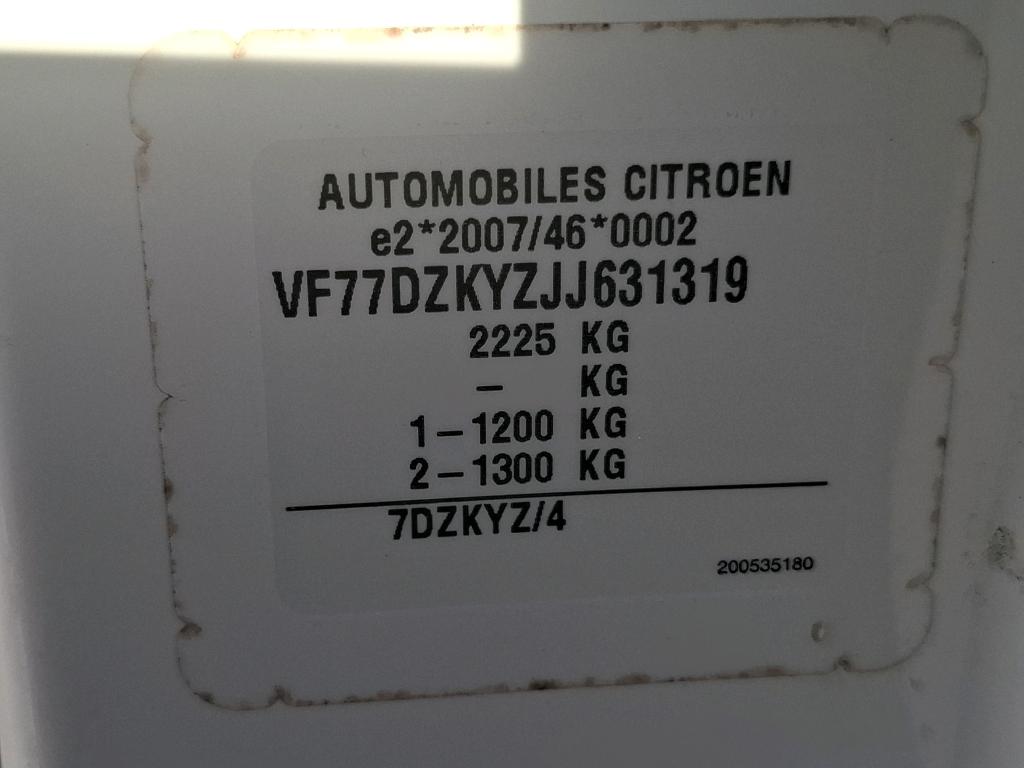 AUTOMOBILES CITROEN
e2*2007/46*0002
VF77DZKYZJJ631319
2225 KG
– KG
1–1200 KG
2–1300 KG
7DZKYZ/4
200535180